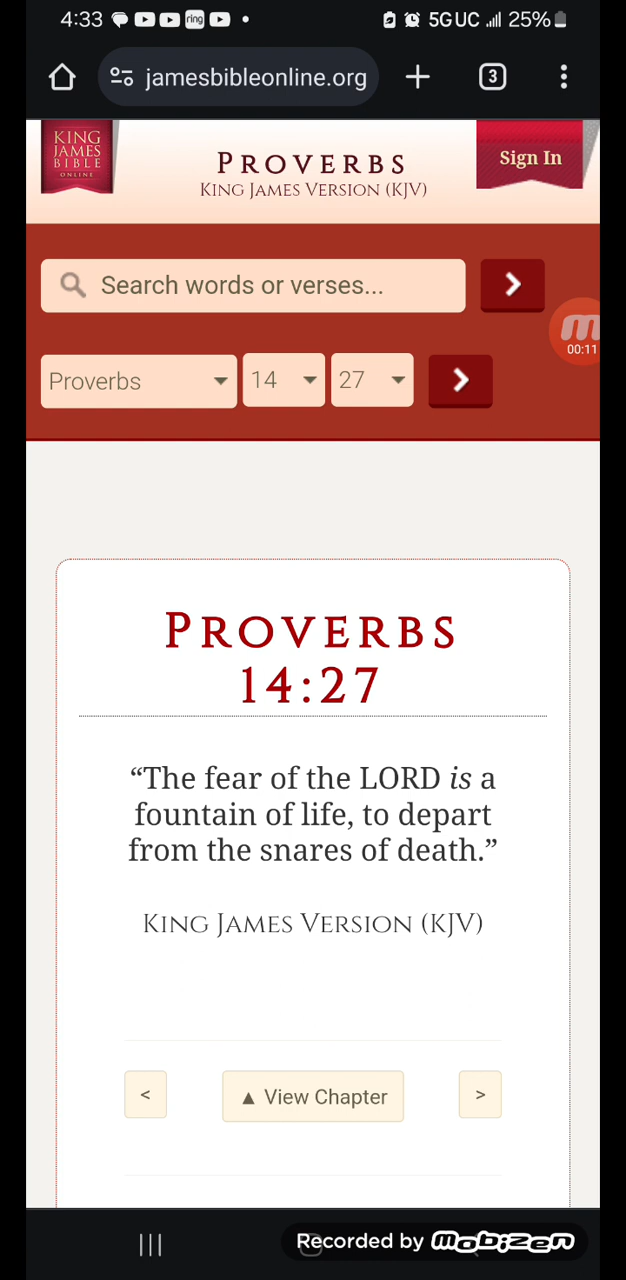 4:33 ring 5G UC 25%
jamesbibleonline.org 3
KING
JAMES
BIBLE
ONLINE
PROVERBS
KING JAMES VERSION (KJV)
Sign In
Search words or verses...
00:11
Proverbs 14 27
PROVERBS
14:27
“The fear of the LORD is a
fountain of life, to depart
from the snares of death.”
KING JAMES VERSION (KJV)
< ▲ View Chapter >
Recorded by Mobizen